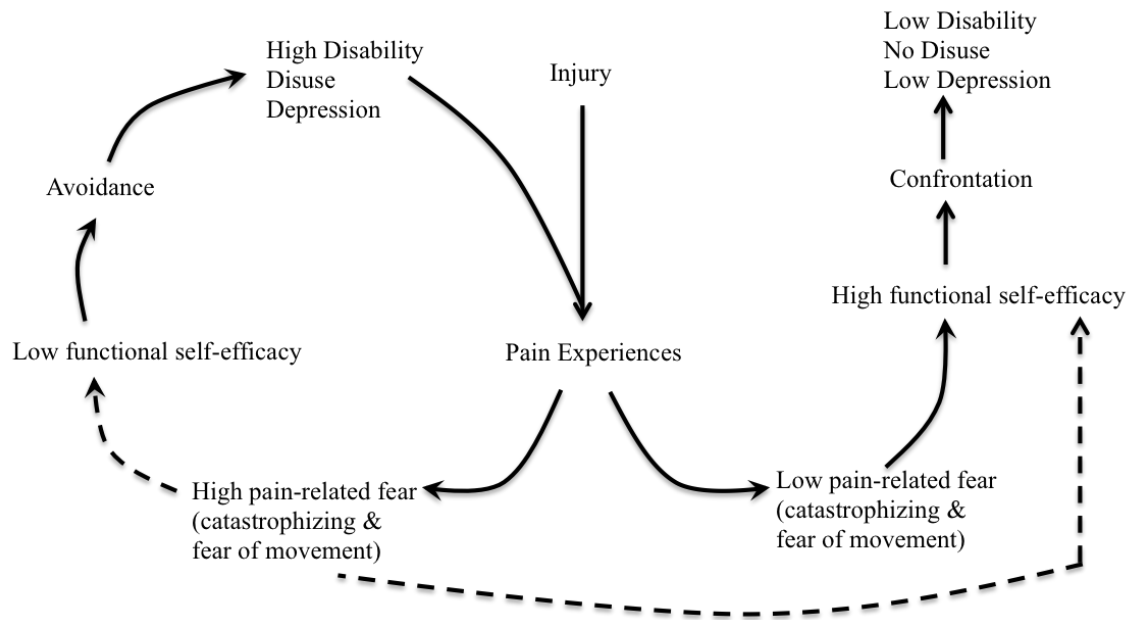 High Disability
Disuse
Depression
Injury
Low Disability
No Disuse
Low Depression
Avoidance
Confrontation
High functional self-efficacy
Low functional self-efficacy
Pain Experiences
High pain-related fear
(catastrophizing &
fear of movement)
Low pain-related fear
(catastrophizing &
fear of movement)